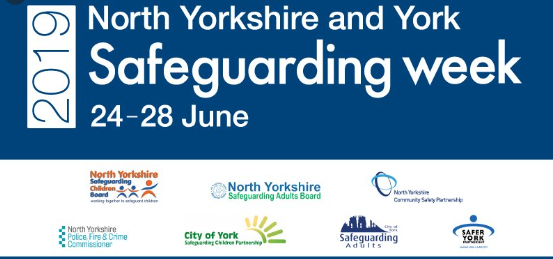 2019
North Yorkshire and York
Safeguarding week
24-28 June
North Yorkshire
Safeguarding
Children
Board
working together to safeguard children
North Yorkshire
Safeguarding Adults Board
North Yorkshire
Community Safety Partnership
North Yorkshire
Police, Fire & Crime
Commissioner
City of York
Safeguarding Children Partnership
City of
York
Safeguarding
Adults
SAFER
YORK
PARTNERSHIP